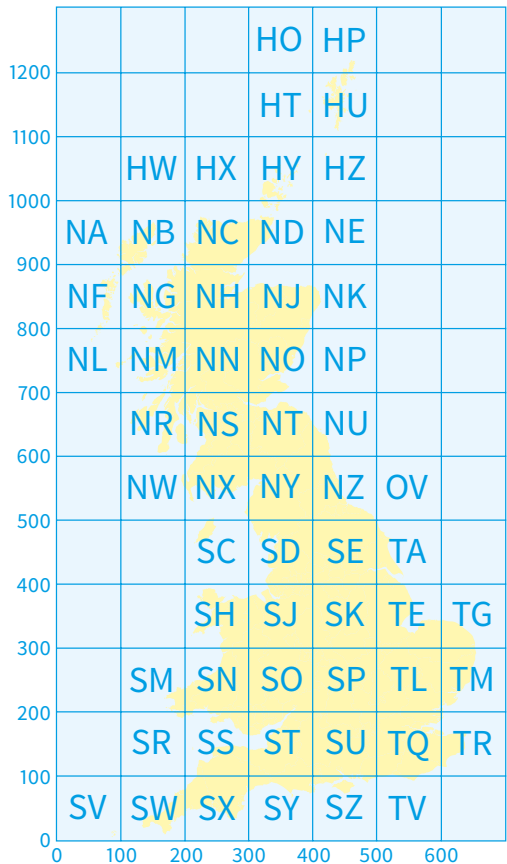 HO HP
1200
HT HU
1100
HW HX HY HZ
1000
NA NB NC ND NE
900
NF NG NH NJ NK
800
NL NM NN NO NP
700
NR NS NT NU
600
NW NX NY NZ OV
500
SC SD SE TA
400
SH SJ SK TE TG
300
SM SN SO SP TL TM
200
SR SS ST SU TQ TR
100
SV SW SX SY SZ TV
0
0 100 200 300 400 500 600